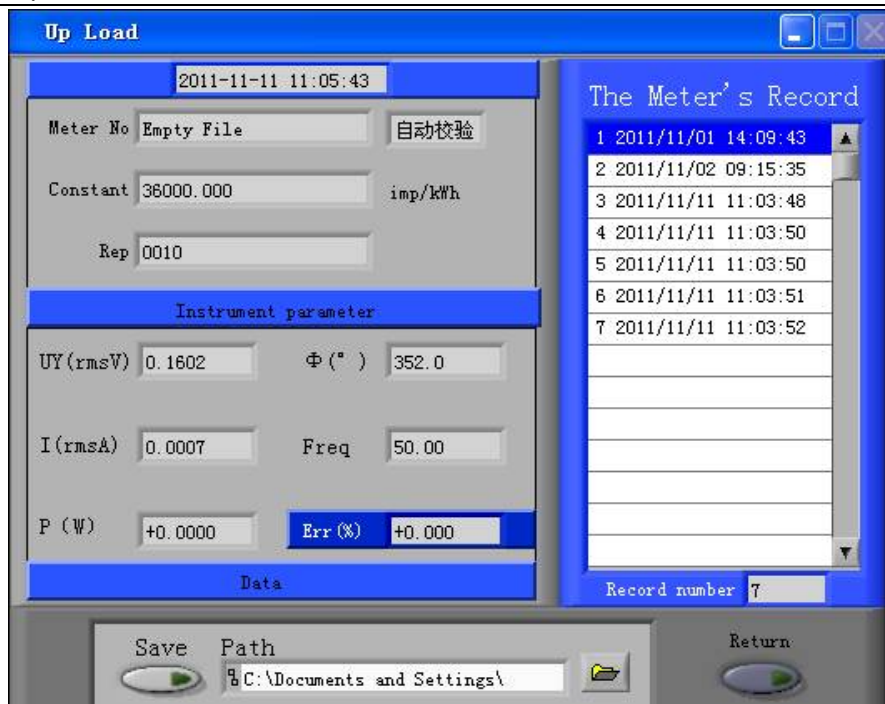 Up Load
2011-11-11 11:05:43
Meter No Empty File 自动校验
Constant 36000.000 imp/kWh
Rep 0010
Instrument parameter
UY(rmsV) 0.1602 Φ(° ) 352.0
I(rmsA) 0.0007 Freq 50.00
P (W) +0.0000 Err(%) +0.000
Data
The Meter's Record
1 2011/11/01 14:09:43
2 2011/11/02 09:15:35
3 2011/11/11 11:03:48
4 2011/11/11 11:03:50
5 2011/11/11 11:03:50
6 2011/11/11 11:03:51
7 2011/11/11 11:03:52
Record number 7
Save Path
C:\Documents and Settings\
Return